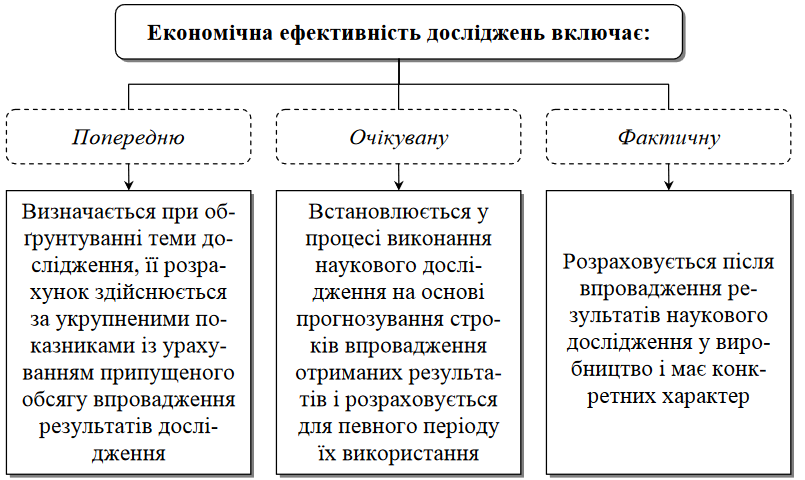 Економічна ефективність досліджень включає:
Попередню
Очікувану
Фактичну
Визначається при об-
ґрунтуванні теми до-
слідження, її розра-
хунок здійснюється
за укрупненими по-
казниками із ураху-
ванням припущеного
обсягу впровадження
результатів дослі-
дження
Встановлюється у
процесі виконання
наукового дослі-
дження на основі
прогнозування стро-
ків впровадження
отриманих результа-
тів і розраховується
для певного періоду
їх використання
Розраховується після
впровадження ре-
зультатів наукового
дослідження у виро-
бництво і має конк-
ретних характер